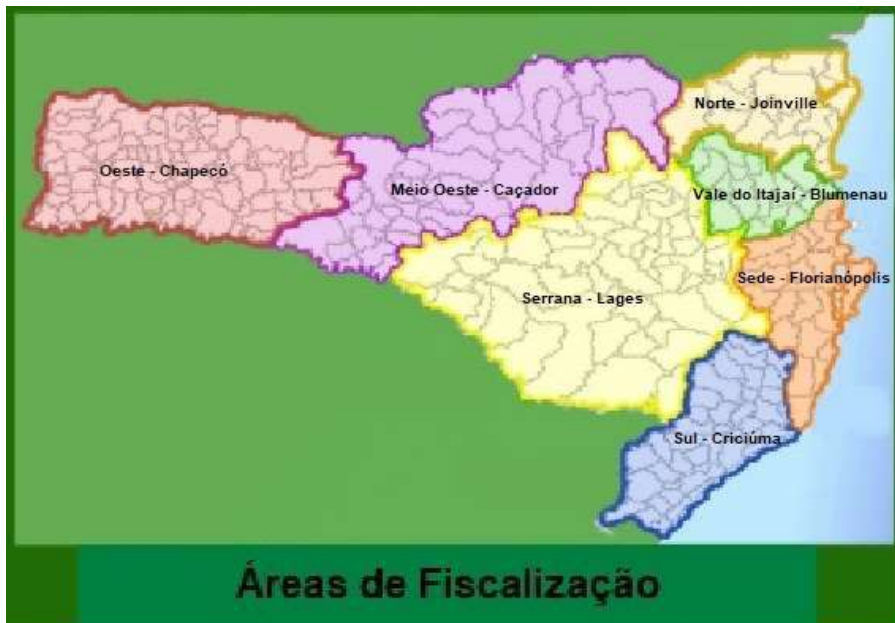 Norte - Joinville
Oeste - Chapecó
Meio Oeste - Caçador
Vale do Itajaí - Blumenau
Sede - Florianópolis
Serrana - Lages
Sul - Criciúma
Áreas de Fiscalização